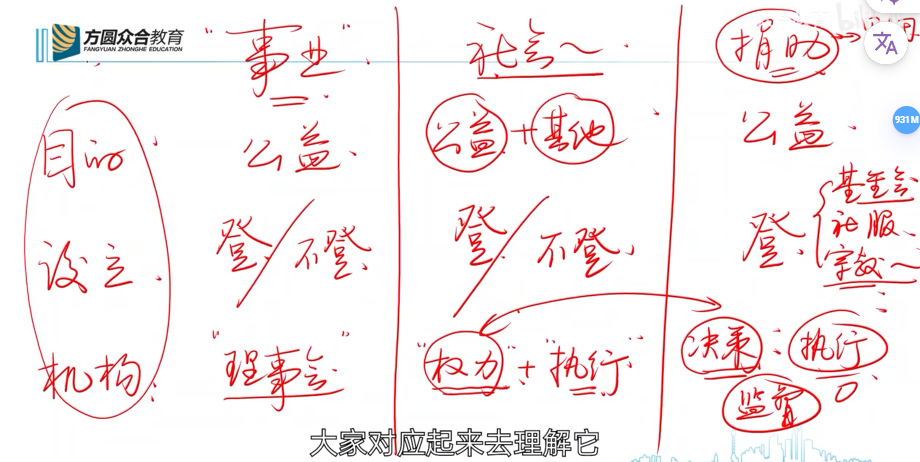 方圆众合教育
FANGYUAN ZHONGHE EDUCATION
"事业" 社会~ 捐助→
931M
目的 公益 公益+其他 公益
设立 登/不登 登/不登 登 {基金会
社服
宗教~
机构 "理事会" "权力"+"执行" 决策 执行
监督
大家对应起来去理解它